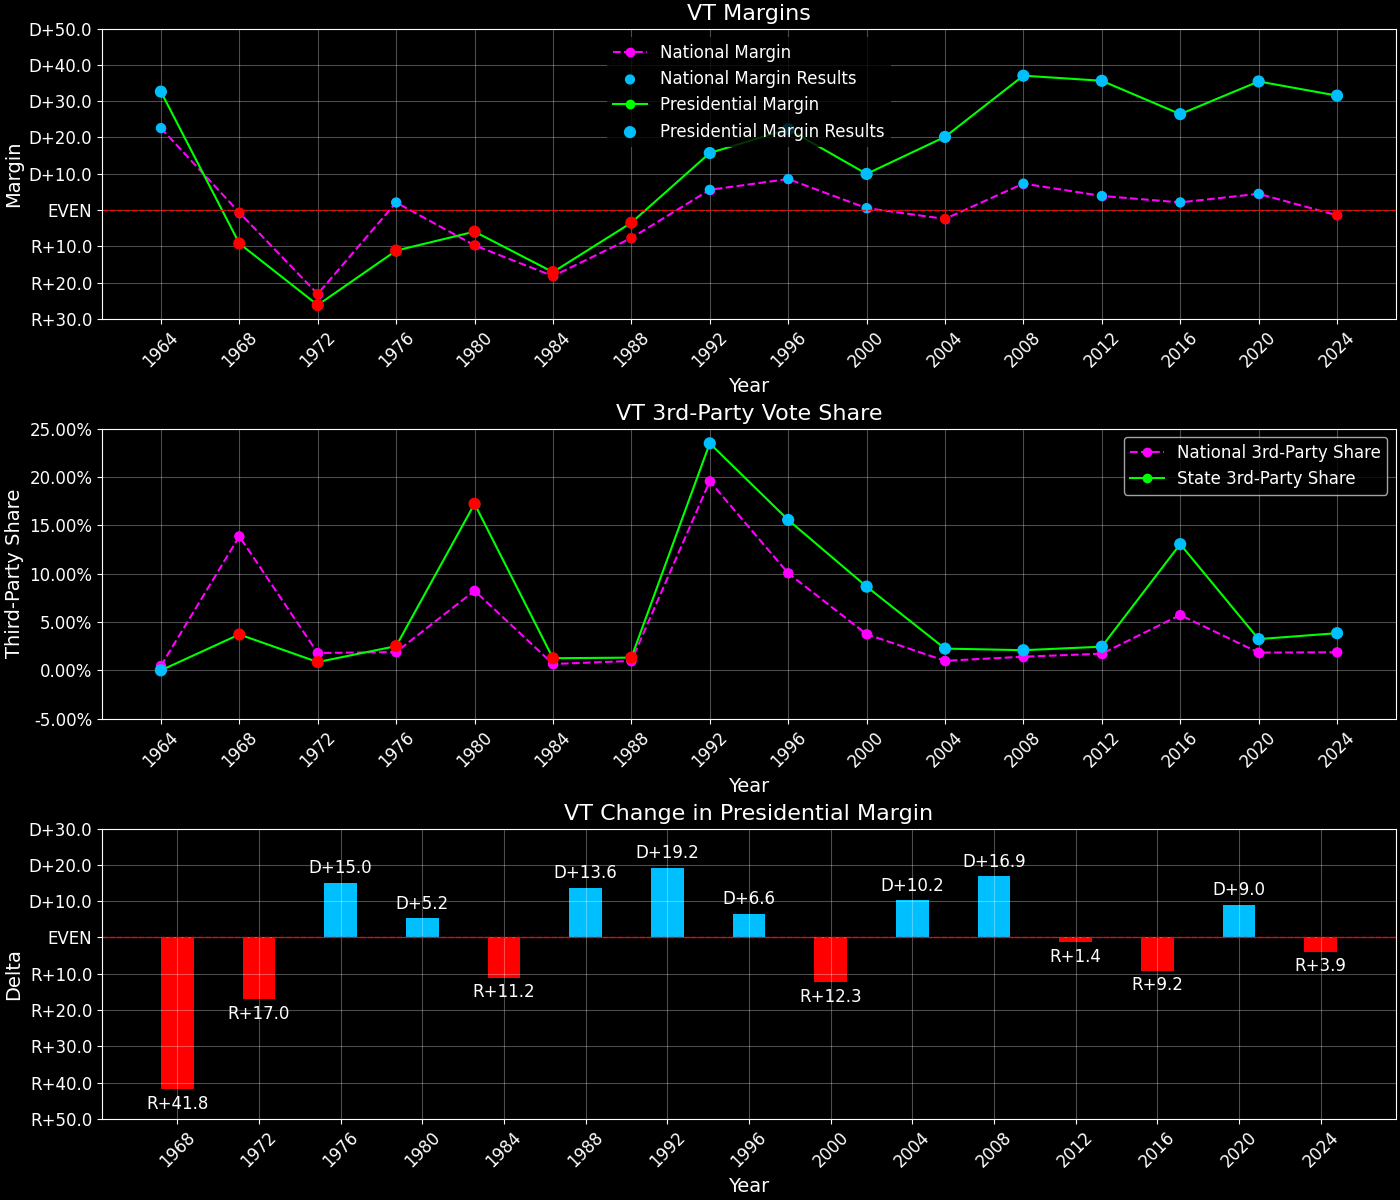 VT Margins
D+50.0
D+40.0
D+30.0
D+20.0
D+10.0
EVEN
R+10.0
R+20.0
R+30.0
Margin
National Margin
National Margin Results
Presidential Margin
Presidential Margin Results
1964 1968 1972 1976 1980 1984 1988 1992 1996 2000 2004 2008 2012 2016 2020 2024
Year
VT 3rd-Party Vote Share
25.00%
20.00%
15.00%
10.00%
5.00%
0.00%
-5.00%
Third-Party Share
National 3rd-Party Share
State 3rd-Party Share
1964 1968 1972 1976 1980 1984 1988 1992 1996 2000 2004 2008 2012 2016 2020 2024
Year
VT Change in Presidential Margin
D+30.0
D+20.0
D+10.0
EVEN
R+10.0
R+20.0
R+30.0
R+40.0
R+50.0
Delta
R+41.8
R+17.0
D+15.0
D+5.2
R+11.2
D+13.6
D+19.2
D+6.6
R+12.3
D+10.2
D+16.9
R+1.4
R+9.2
D+9.0
R+3.9
1968 1972 1976 1980 1984 1988 1992 1996 2000 2004 2008 2012 2016 2020 2024
Year